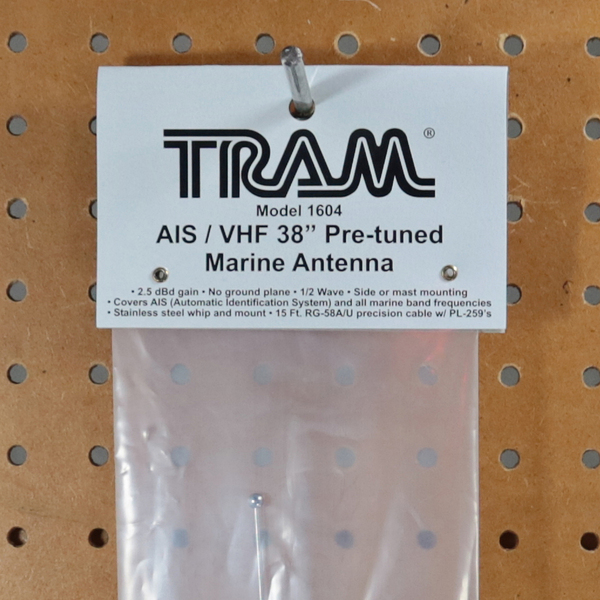 TRAM®
Model 1604
AIS / VHF 38” Pre-tuned
Marine Antenna
• 2.5 dBd gain • No ground plane • 1/2 Wave • Side or mast mounting
• Covers AIS (Automatic Identification System) and all marine band frequencies
• Stainless steel whip and mount • 15 Ft. RG-58A/U precision cable w/ PL-259's